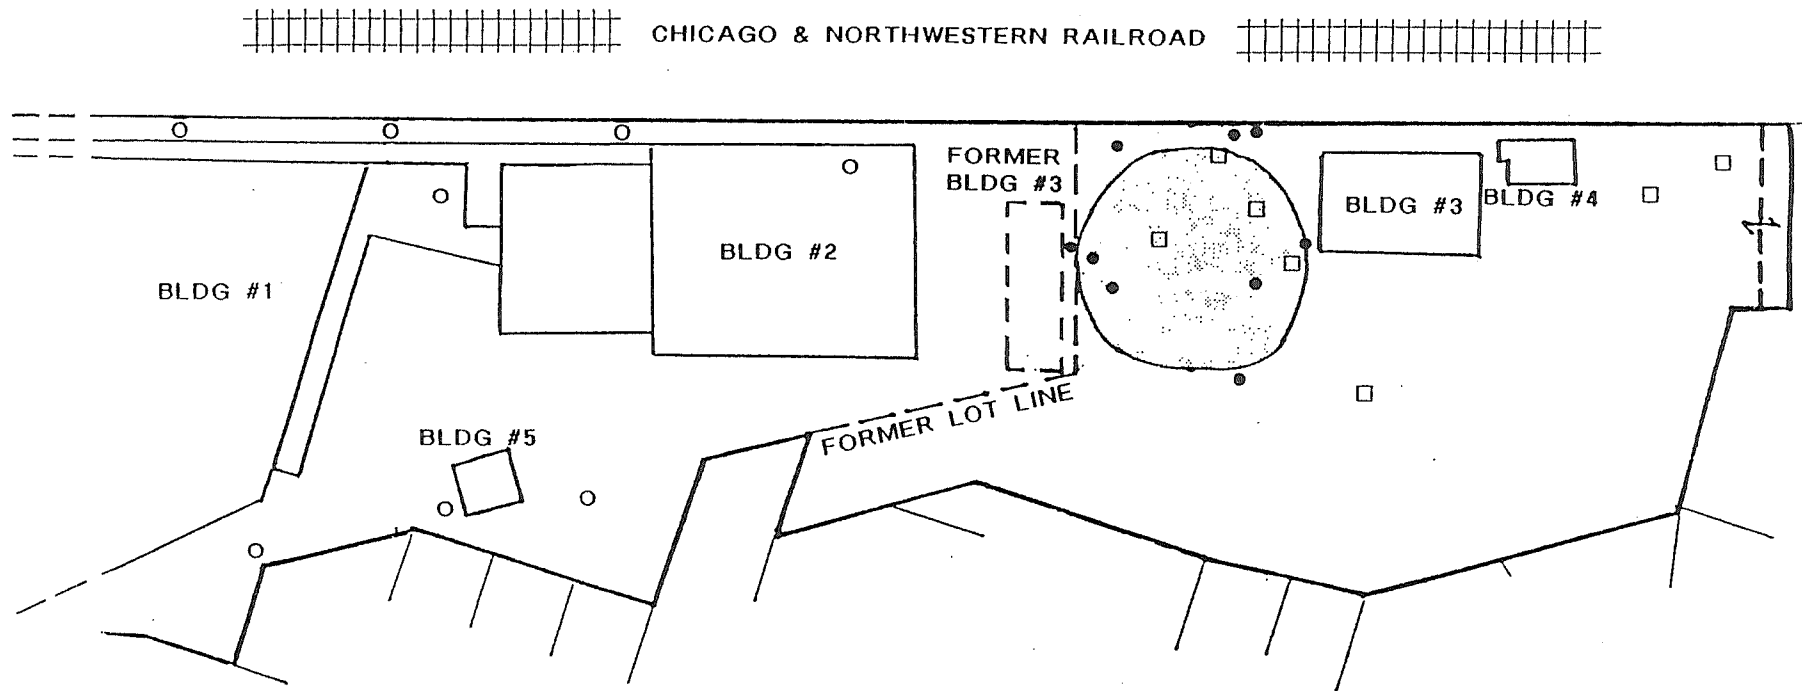 CHICAGO & NORTHWESTERN RAILROAD
FORMER
BLDG #3
BLDG #3
BLDG #4
BLDG #2
BLDG #1
FORMER LOT LINE
BLDG #5